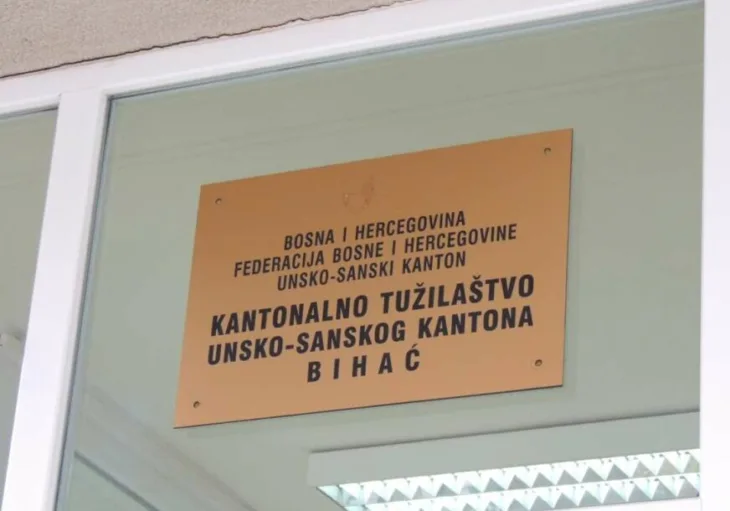 BOSNA I HERCEGOVINA
FEDERACIJA BOSNE I HERCEGOVINE
UNSKO-SANSKI KANTON
KANTONALNO TUŽILAŠTVO
UNSKO-SANSKOG KANTONA
BIHAĆ